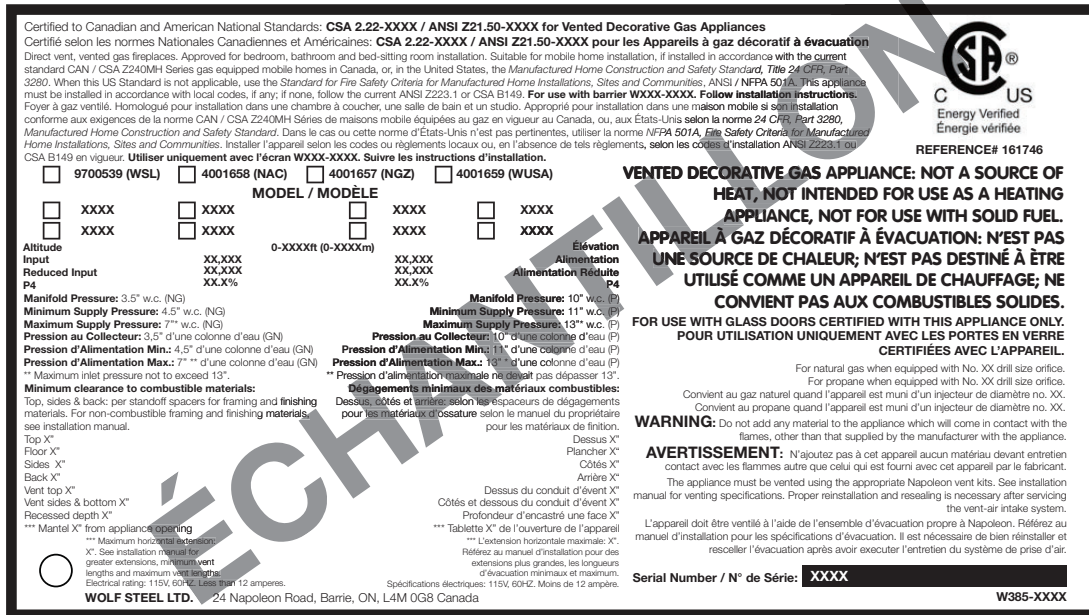 Certified to Canadian and American National Standards: CSA 2.22-XXXX / ANSI Z21.50-XXXX for Vented Decorative Gas Appliances
Certifié selon les normes Nationales Canadiennes et Américaines: CSA 2.22-XXXX / ANSI Z21.50-XXXX pour les Appareils à gaz décoratif à évacuation
Direct vent, vented gas fireplaces. Approved for bedroom, bathroom and bed-sitting room installation. Suitable for mobile home installation, if installed in accordance with the current
standard CAN / CSA Z240MH Series gas equipped mobile homes in Canada, or, in the United States, the Manufactured Home Construction and Safety Standard, Title 24 CFR, Part
3280. When this US Standard is not applicable, use the Standard for Fire Safety Criteria for Manufactured Home Installations, Sites and Communities, ANSI / NFPA 501A. This appliance
must be installed in accordance with local codes, if any; if none, follow the current ANSI Z223.1 or CSA B149. For use with barrier WXXX-XXXX. Follow installation instructions.
Foyer à gaz ventilé. Homologué pour installation dans une chambre à coucher, une salle de bain et un studio. Approprié pour installation dans une maison mobile si son installation
conforme aux exigences de la norme CAN / CSA Z240MH Séries de maisons mobile équipées au gaz en vigueur au Canada, ou, aux États-Unis selon la norme 24 CFR, Part 3280,
Manufactured Home Construction and Safety Standard. Dans le cas ou cette norme d'États-Unis n'est pas pertinentes, utiliser la norme NFPA 501A, Fire Safety Criteria for Manufactured
Home Installations, Sites and Communities. Installer l'appareil selon les codes ou règlements locaux ou, en l'absence de tels règlements, selon les codes d'installation ANSI Z223.1 ou
CSA B149 en vigueur. Utiliser uniquement avec l'écran WXXX-XXXX. Suivre les instructions d'installation.
9700539 (WSL) 4001658 (NAC) 4001657 (NGZ) 4001659 (WUSA)
MODEL / MODÈLE
XXXX XXXX XXXX XXXX
XXXX XXXX XXXX XXXX
Altitude 0-XXXXft (0-XXXXm) Élévation
Input XX,XXX XX,XXX Alimentation
Reduced Input XX,XXX XX,XXX Alimentation Réduite
P4 XX.X% XX.X% P4
Manifold Pressure: 3.5" w.c. (NG) Manifold Pressure: 10" w.c. (P)
Minimum Supply Pressure: 4.5" w.c. (NG) Minimum Supply Pressure: 11" w.c. (P)
Maximum Supply Pressure: 7"* w.c. (NG) Maximum Supply Pressure: 13"* w.c. (P)
Pression au Collecteur: 3,5" d'une colonne d'eau (GN) Pression au Collecteur: 10" d'une colonne d'eau (P)
Pression d'Alimentation Min.: 4,5" d'une colonne d'eau (GN) Pression d'Alimentation Min.: 11" d'une colonne d'eau (P)
Pression d'Alimentation Max.: 7" ** d'une colonne d'eau (GN) Pression d'Alimentation Max.: 13" * d'une colonne d'eau (P)
** Maximum inlet pressure not to exceed 13". ** Pression d'alimentation maximale ne devait pas dépasser 13".
Minimum clearance to combustible materials: Dégagements minimaux des matériaux combustibles:
Top, sides & back: per standoff spacers for framing and finishing Dessus, côtés et arrière: selon les espaceurs de dégagements
materials. For non-combustible framing and finishing materials, pour les matériaux d'ossature selon le manuel du propriétaire
see installation manual. pour les matériaux de finition.
Top X" Dessus X"
Floor X" Plancher X"
Sides X" Côtés X"
Back X" Arrière X"
Vent top X" Dessus du conduit d'évent X"
Vent sides & bottom X" Côtés et dessous du conduit d'évent X"
Recessed depth X" Profondeur d'encastré une face X"
*** Mantel X" from appliance opening *** Tablette X" de l'ouverture de l'appareil
*** Maximum horizontal extension: *** L'extension horizontale maximale: X".
X". See installation manual for Référez au manuel d'installation pour des
greater extensions, minimum vent extensions plus grandes, les longueurs
lengths and maximum vent lengths. d'évacuation minimaux et maximum.
Electrical rating: 115V, 60HZ. Less than 12 amperes. Spécifications électriques: 115V, 60HZ. Moins de 12 ampère.
WOLF STEEL LTD. 24 Napoleon Road, Barrie, ON, L4M 0G8 Canada
CSA ®
C US
Energy Verified
Énergie vérifiée
REFERENCE# 161746
VENTED DECORATIVE GAS APPLIANCE: NOT A SOURCE OF
HEAT, NOT INTENDED FOR USE AS A HEATING
APPLIANCE, NOT FOR USE WITH SOLID FUEL.
APPAREIL À GAZ DÉCORATIF À ÉVACUATION: N'EST PAS
UNE SOURCE DE CHALEUR; N'EST PAS DESTINÉ À ÈTRE
UTILISÉ COMME UN APPAREIL DE CHAUFFAGE; NE
CONVIENT PAS AUX COMBUSTIBLES SOLIDES.
FOR USE WITH GLASS DOORS CERTIFIED WITH THIS APPLIANCE ONLY.
POUR UTILISATION UNIQUEMENT AVEC LES PORTES EN VERRE
CERTIFIÉES AVEC L'APPAREIL.
For natural gas when equipped with No. XX drill size orifice.
For propane when equipped with No. XX drill size orifice.
Convient au gaz naturel quand l'appareil est muni d'un injecteur de diamètre no. XX.
Convient au propane quand l'appareil est muni d'un injecteur de diamètre no. XX.
WARNING: Do not add any material to the appliance which will come in contact with the
flames, other than that supplied by the manufacturer with the appliance.
AVERTISSEMENT: N'ajoutez pas à cet appareil aucun matériau devant entretien
contact avec les flammes autre que celui qui est fourni avec cet appareil par le fabricant.
The appliance must be vented using the appropriate Napoleon vent kits. See installation
manual for venting specifications. Proper reinstallation and resealing is necessary after servicing
the vent-air intake system.
L'appareil doit être ventilé à l'aide de l'ensemble d'évacuation propre à Napoleon. Référez au
manuel d'installation pour les spécifications d'évacuation. Il est nécessaire de bien réinstaller et
resceller l'évacuation après avoir executer l'entretien du système de prise d'air.
Serial Number / N° de Série: XXXX
W385-XXXX
ÉCHANTILLON